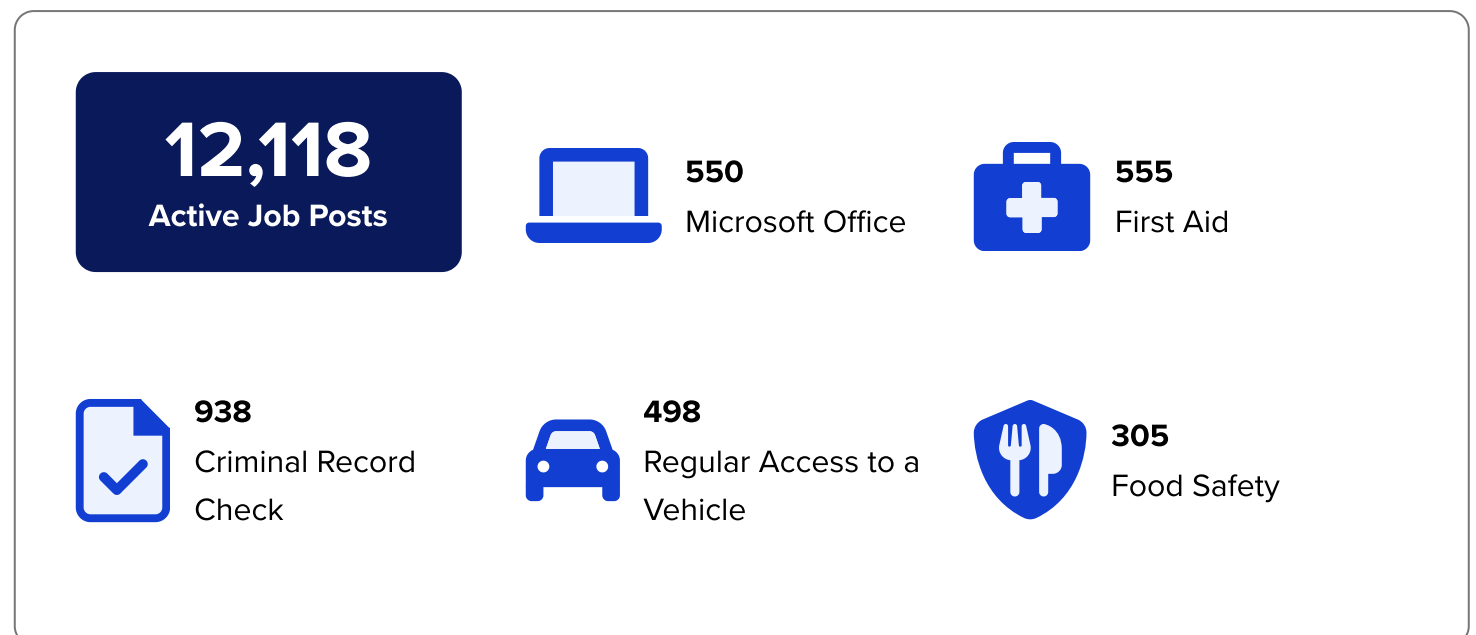 12,118
Active Job Posts
550
Microsoft Office
555
First Aid
938
Criminal Record
Check
498
Regular Access to a
Vehicle
305
Food Safety